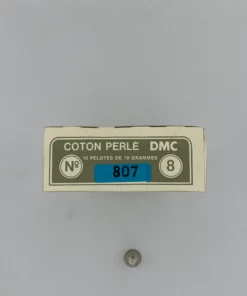 COTON PERLÉ DMC
10 PELOTES DE 10 GRAMMES
Nº 807 8